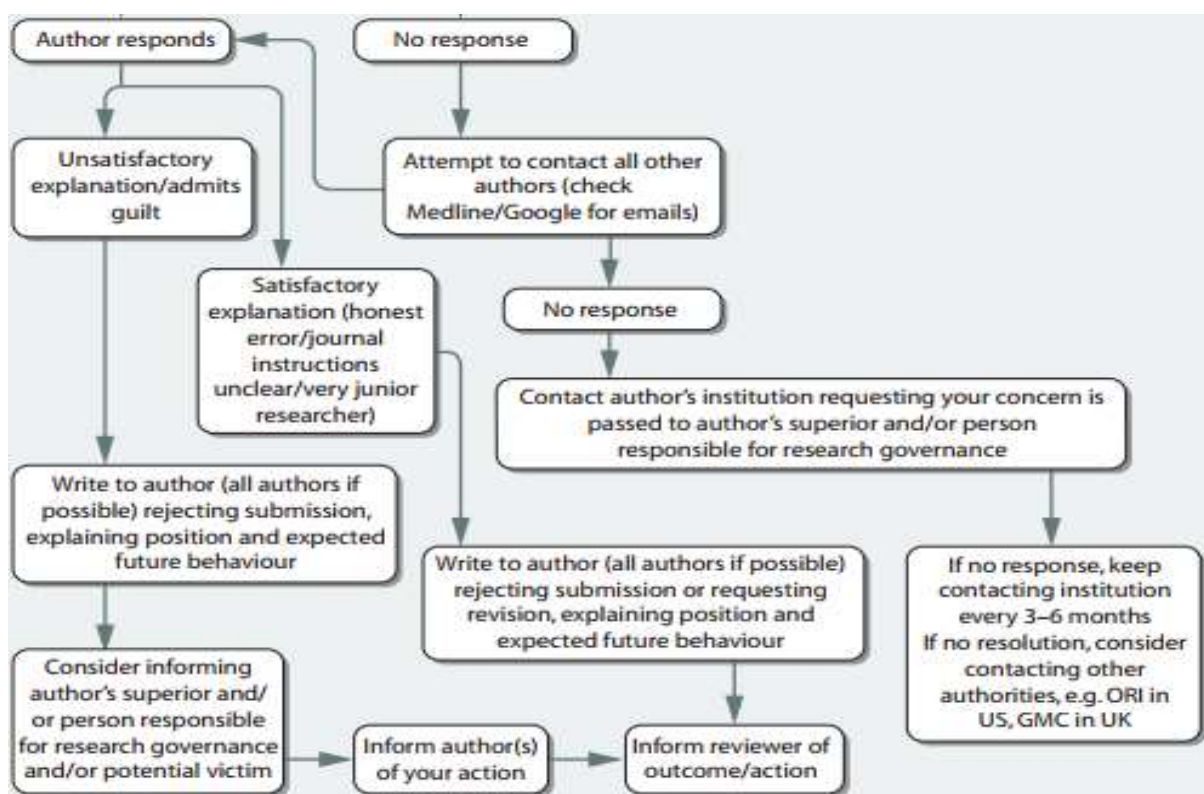 Author responds
No response
Unsatisfactory
explanation/admits
guilt
Attempt to contact all other
authors (check
Medline/Google for emails)
Satisfactory
explanation (honest
error/journal
instructions
unclear/very junior
researcher)
No response
Contact author's institution requesting your concern is
passed to author's superior and/or person
responsible for research governance
Write to author (all authors if
possible) rejecting submission,
explaining position and expected
future behaviour
Write to author (all authors if possible)
rejecting submission or requesting
revision, explaining position and
expected future behaviour
If no response, keep
contacting institution
every 3–6 months
If no resolution, consider
contacting other
authorities, e.g. ORI in
US, GMC in UK
Consider informing
author's superior and/
or person responsible
for research governance
and/or potential victim
Inform author(s)
of your action
Inform reviewer of
outcome/action